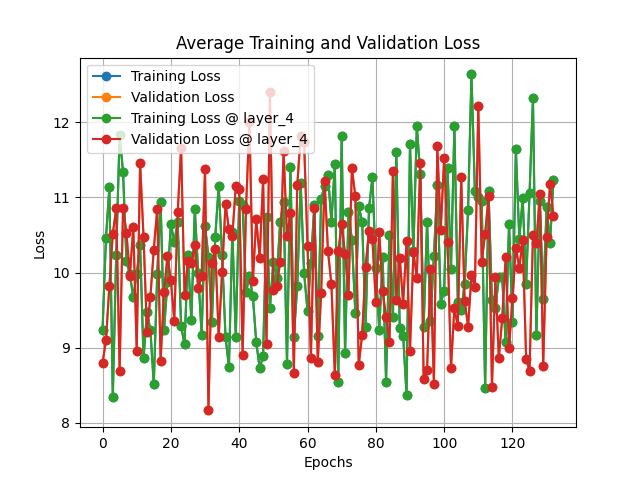 Average Training and Validation Loss
Training Loss
Validation Loss
Training Loss @ layer_4
Validation Loss @ layer_4
12
11
10
9
8
Loss
0
20
40
60
80
100
120
Epochs